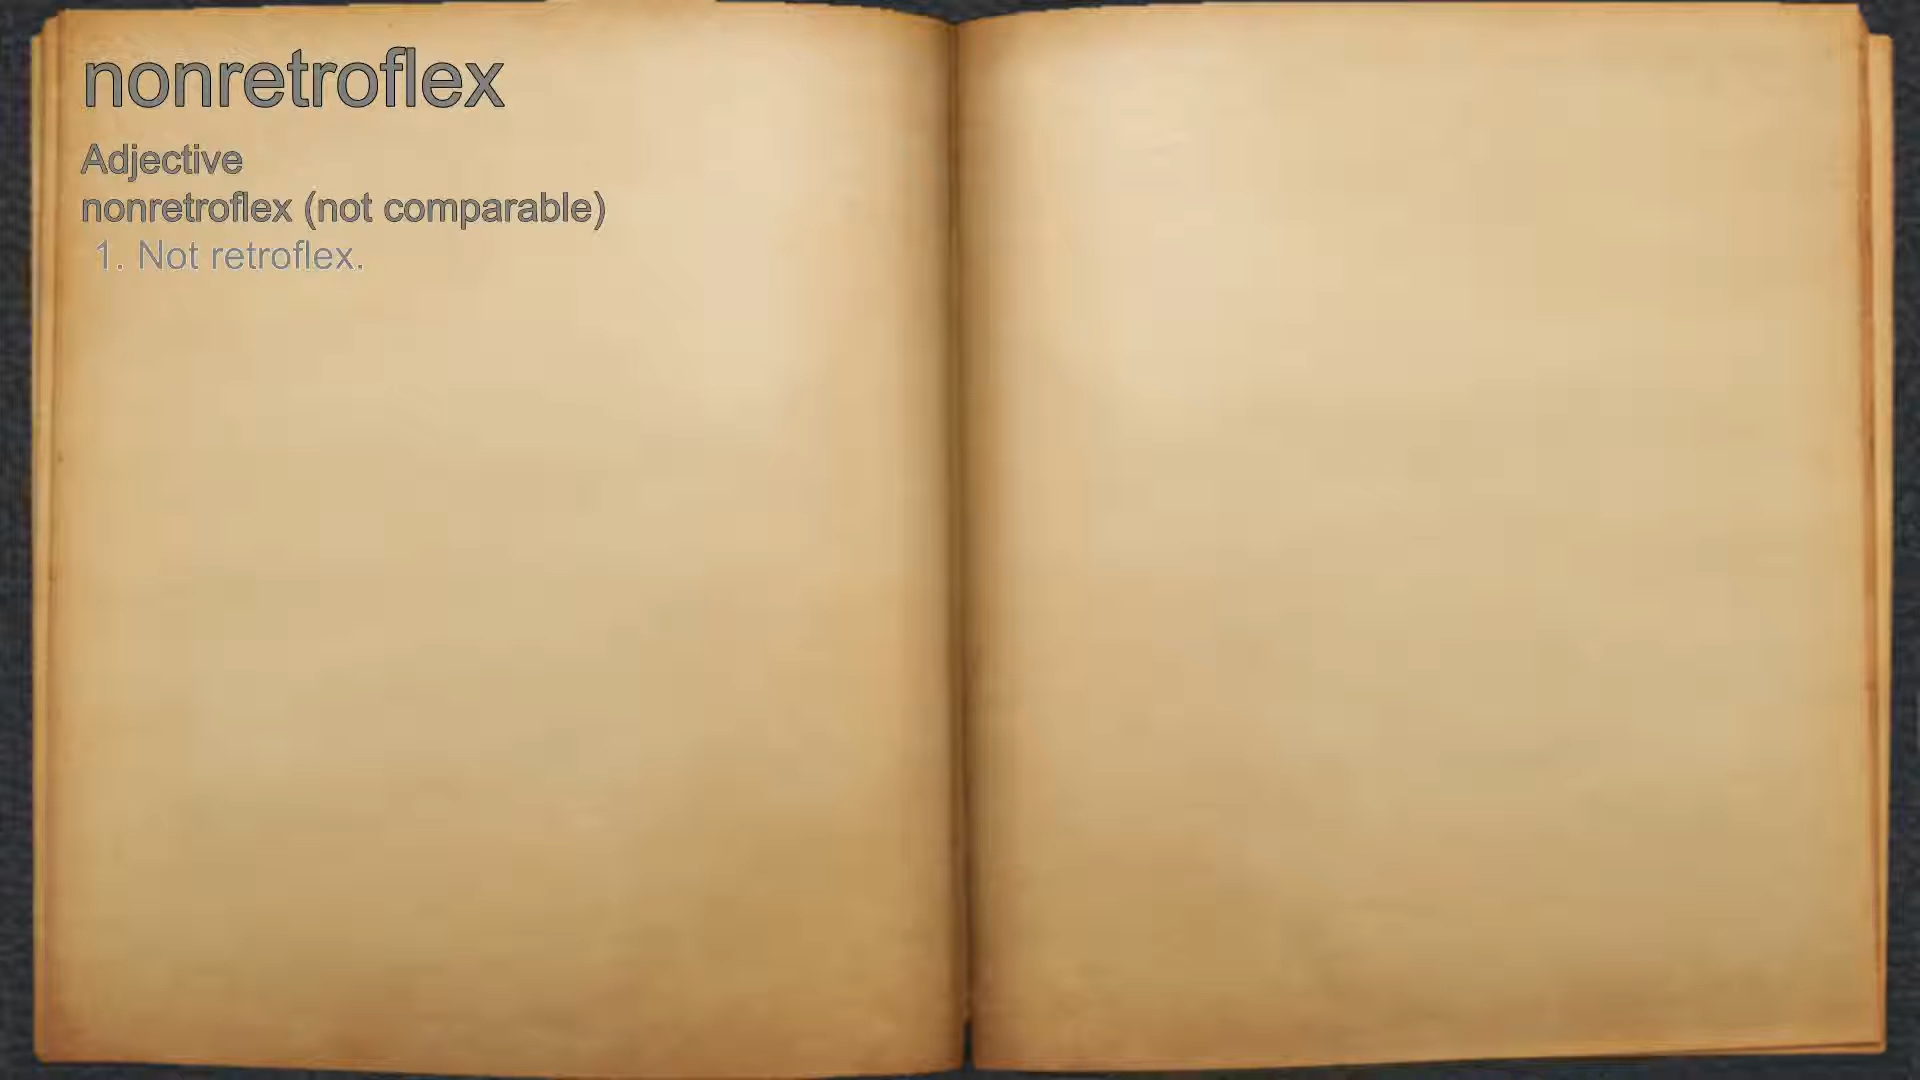 nonretroflex
Adjective
nonretroflex (not comparable)
1. Not retroflex.